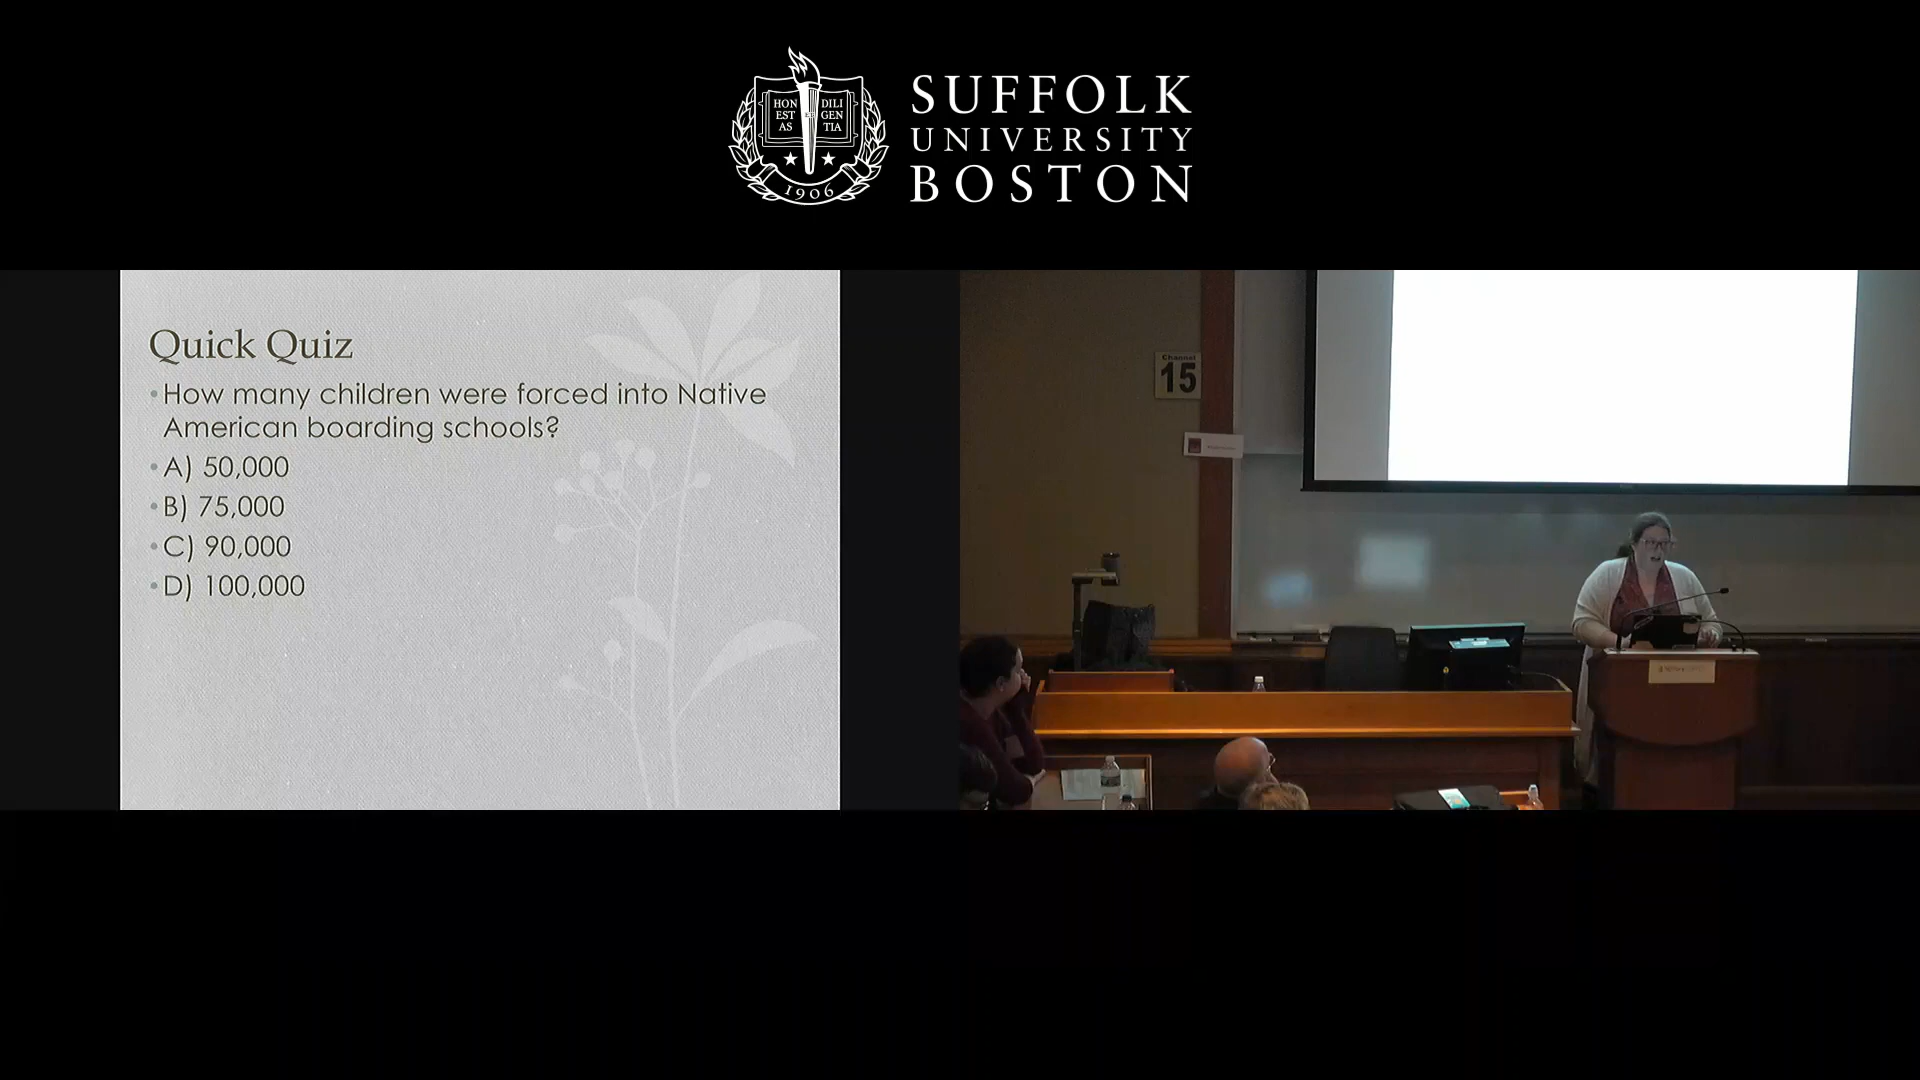 HON
EST
AS
DILI
GEN
TIA
1906
SUFFOLK
UNIVERSITY
BOSTON
Quick Quiz
•How many children were forced into Native
American boarding schools?
•A) 50,000
•B) 75,000
•C) 90,000
•D) 100,000
Channel
15